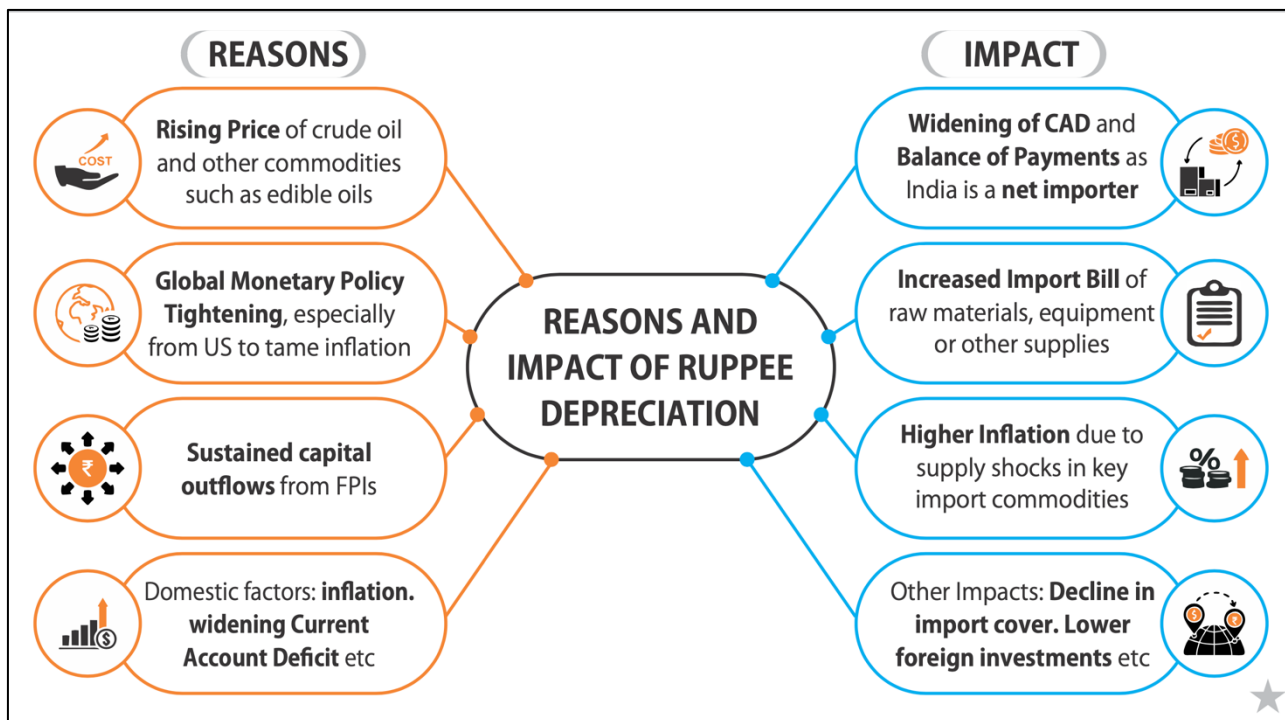 REASONS
COST
Rising Price of crude oil
and other commodities
such as edible oils
Global Monetary Policy
Tightening, especially
from US to tame inflation
₹
Sustained capital
outflows from FPIs
$
Domestic factors: inflation.
widening Current
Account Deficit etc
REASONS AND
IMPACT OF RUPPEE
DEPRECIATION
IMPACT
Widening of CAD and
Balance of Payments as
India is a net importer
$
Increased Import Bill of
raw materials, equipment
or other supplies
Higher Inflation due to
supply shocks in key
import commodities
%
Other Impacts: Decline in
import cover. Lower
foreign investments etc
$
₹